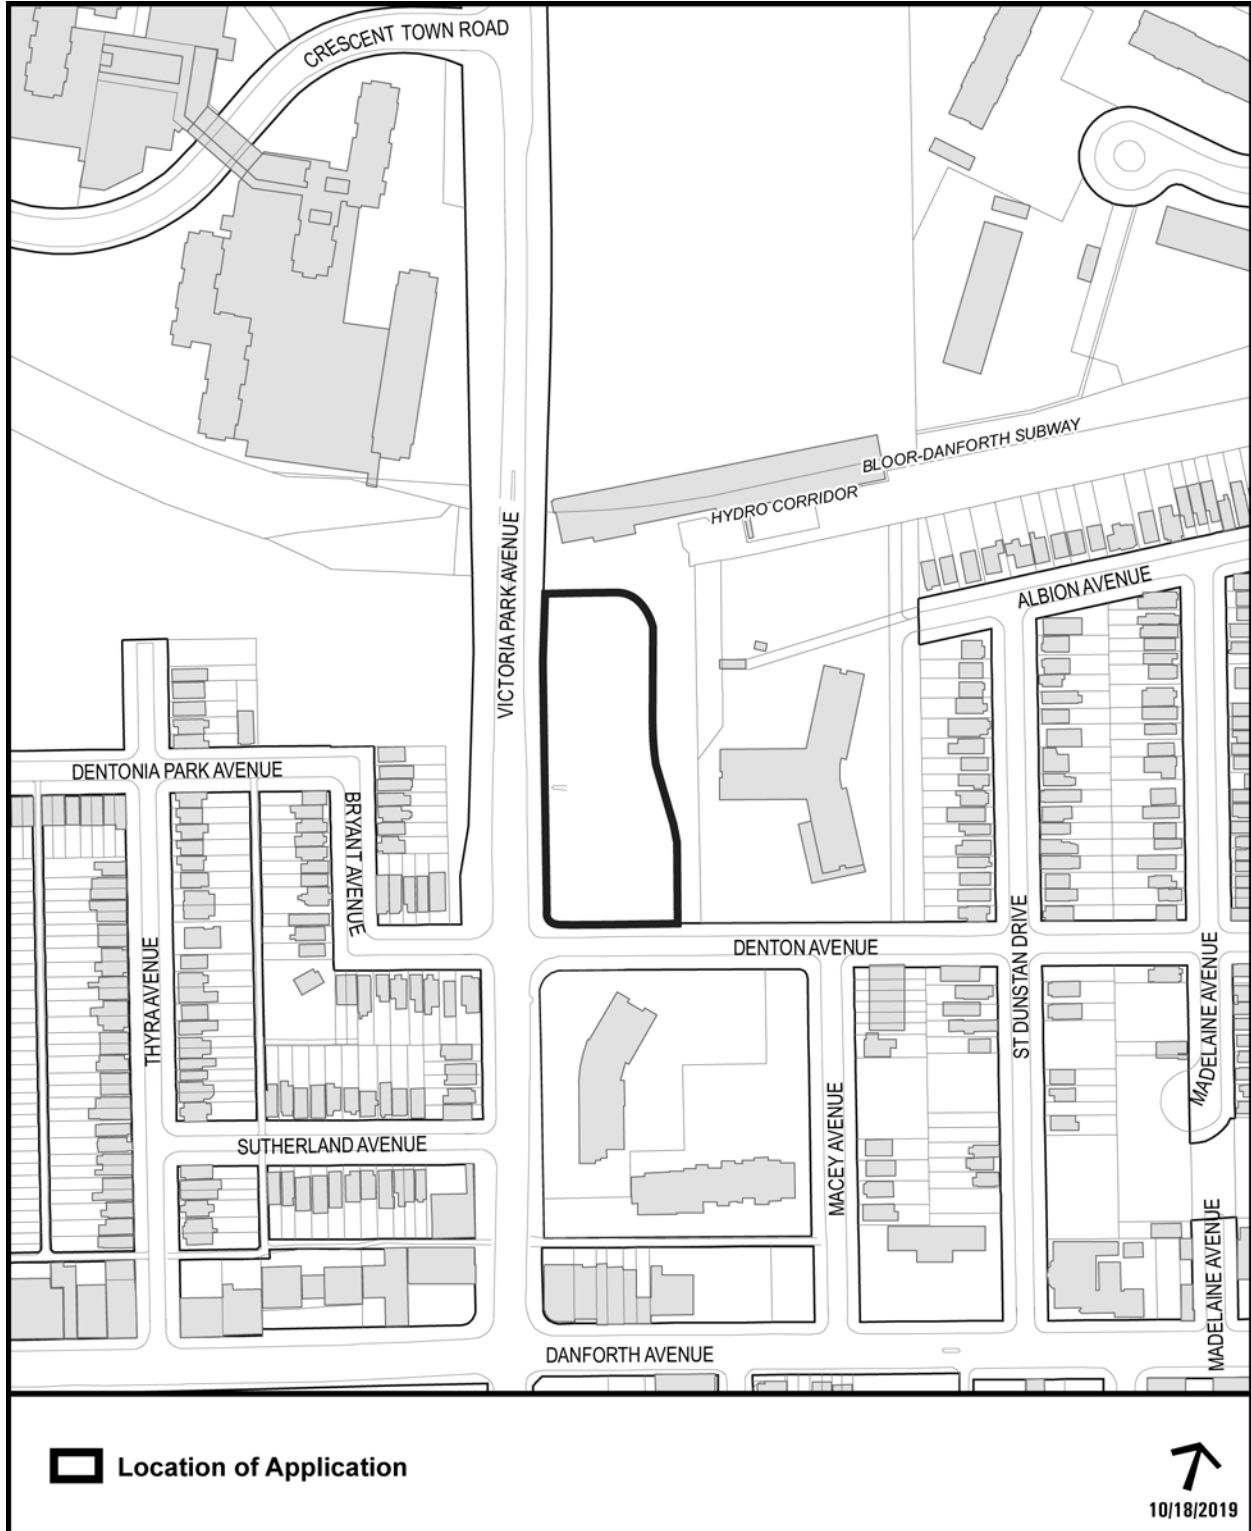 CRESCENT TOWN ROAD
BLOOR-DANFORTH SUBWAY
HYDRO CORRIDOR
VICTORIA PARK AVENUE
ALBION AVENUE
DENTONIA PARK AVENUE
BRYANT AVENUE
DENTON AVENUE
THYRA AVENUE
ST DUNSTAN DRIVE
MADELAINE AVENUE
SUTHERLAND AVENUE
MACEY AVENUE
MADELAINE AVENUE
DANFORTH AVENUE
Location of Application
10/18/2019